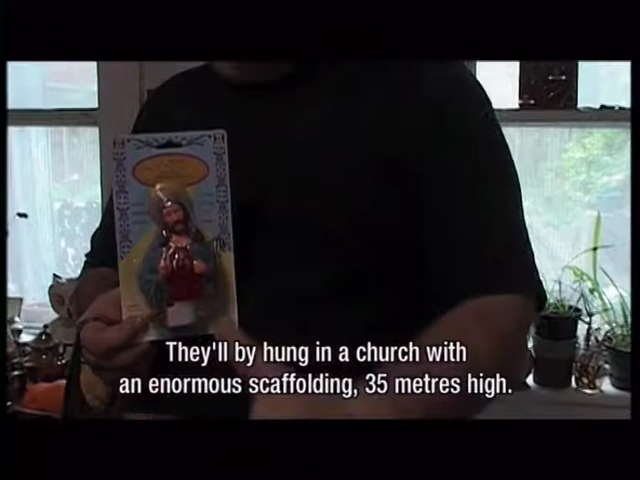 They'll by hung in a church with
an enormous scaffolding, 35 metres high.